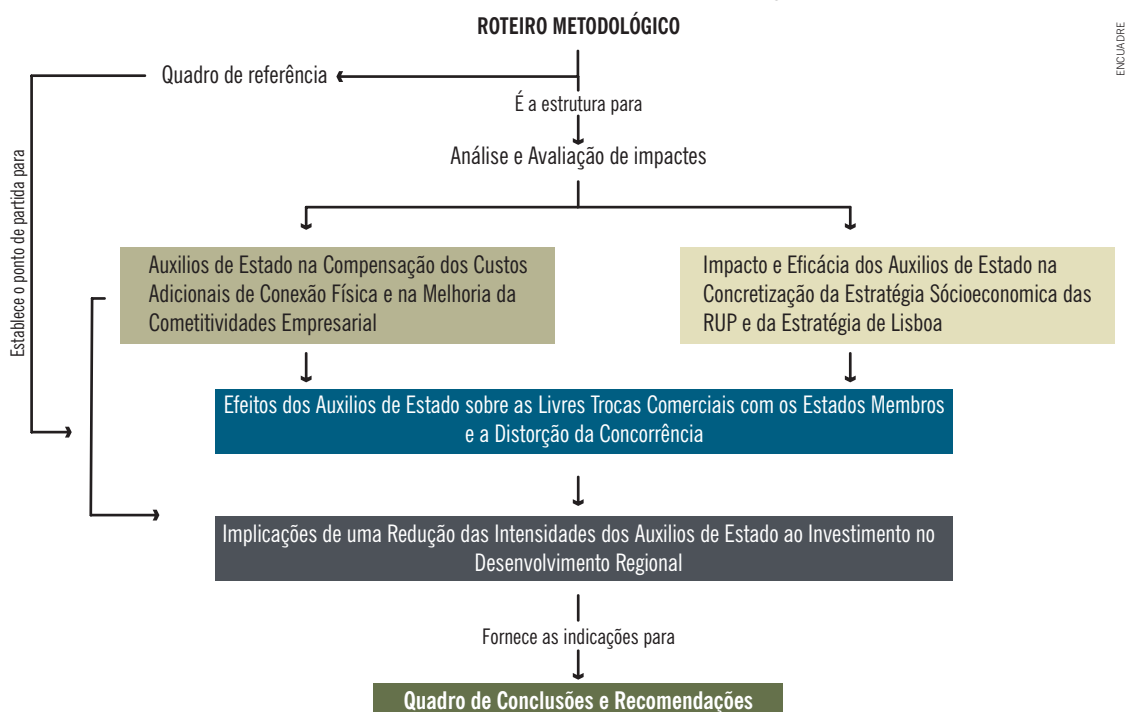 ROTEIRO METODOLÓGICO
ENCUADRE
Quadro de referência
É a estrutura para
Análise e Avaliação de impactes
Establece o ponto de partida para
Auxilios de Estado na Compensação dos Custos
Adicionais de Conexão Física e na Melhoria da
Cometitividades Empresarial
Impacto e Eficácia dos Auxilios de Estado na
Concretização da Estratégia Sócioeconomica das
RUP e da Estratégia de Lisboa
Efeitos dos Auxilios de Estado sobre as Livres Trocas Comerciais com os Estados Membros
e a Distorção da Concorrência
Implicações de uma Redução das Intensidades dos Auxilios de Estado ao Investimento no
Desenvolvimento Regional
Fornece as indicações para
Quadro de Conclusões e Recomendações